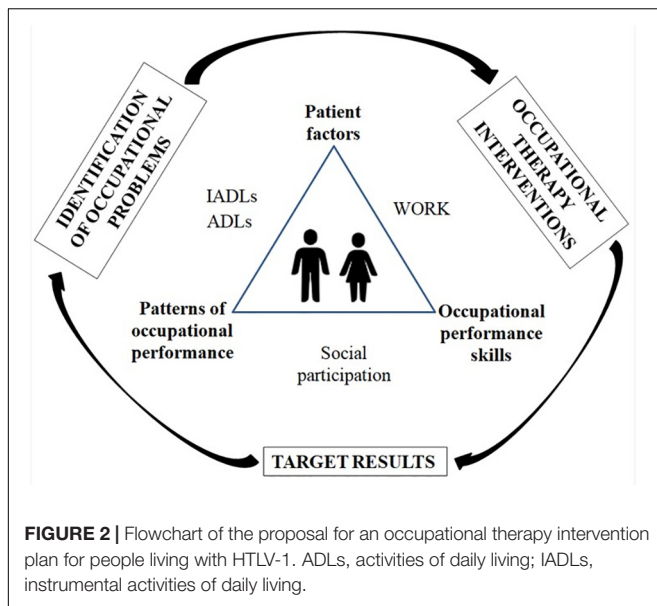 IDENTIFICATION
OF OCCUPATIONAL
PROBLEMS
OCCUPATIONAL
THERAPY
INTERVENTIONS
Patient
factors
IADLs
ADLs
WORK
Patterns of
occupational
performance
Occupational
performance
skills
Social
participation
TARGET RESULTS
FIGURE 2 | Flowchart of the proposal for an occupational therapy intervention
plan for people living with HTLV-1. ADLs, activities of daily living; IADLs,
instrumental activities of daily living.